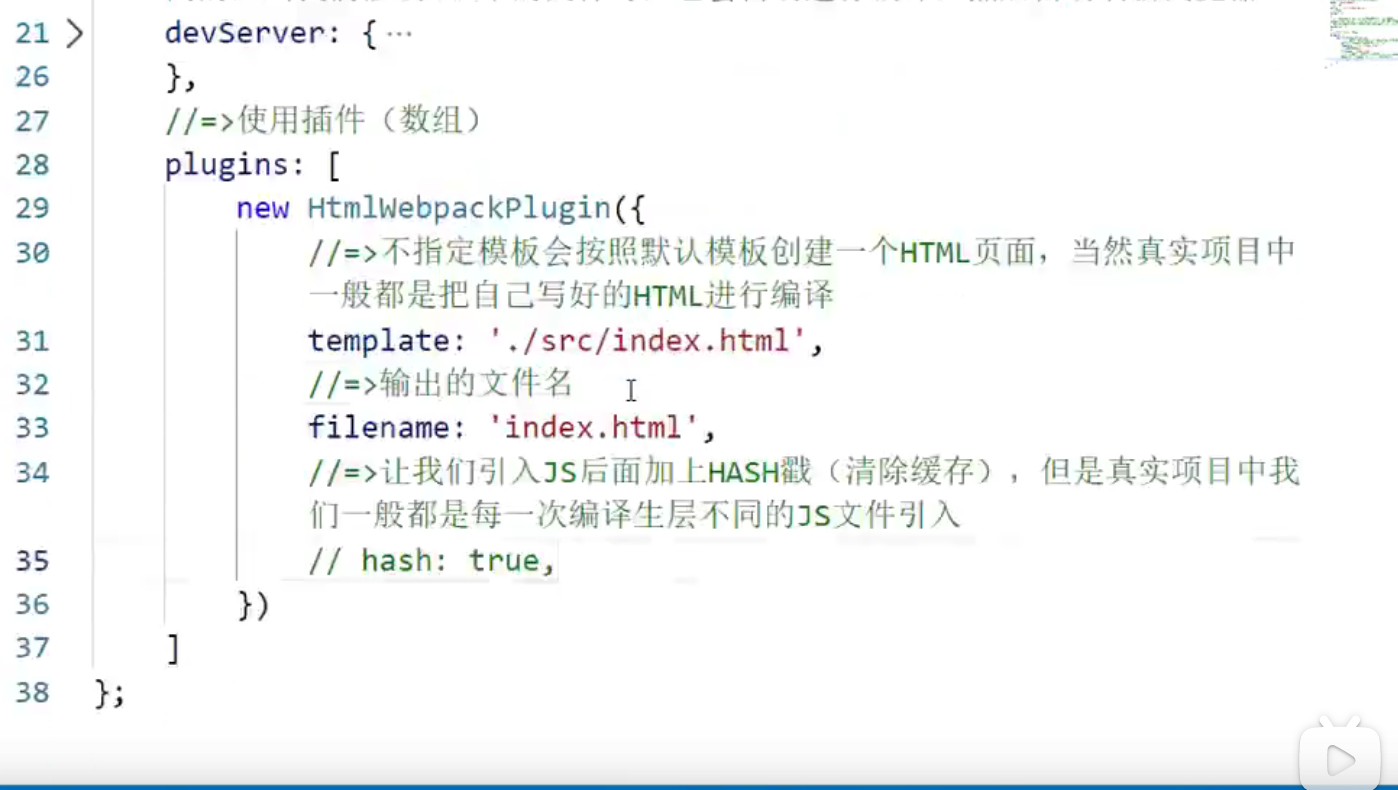 21 > devServer: {···
26 },
27 //=>使用插件（数组）
28 plugins: [
29 new HtmlWebpackPlugin({
30 //=>不指定模板会按照默认模板创建一个HTML页面，当然真实项目中
一般都是把自己写好的HTML进行编译
31 template: './src/index.html',
32 //=>输出的文件名
33 filename: 'index.html',
34 //=>让我们引入JS后面加上HASH戳（清除缓存），但是真实项目中我
们一般都是每一次编译生层不同的JS文件引入
35 // hash: true,
36 })
37 ]
38 };